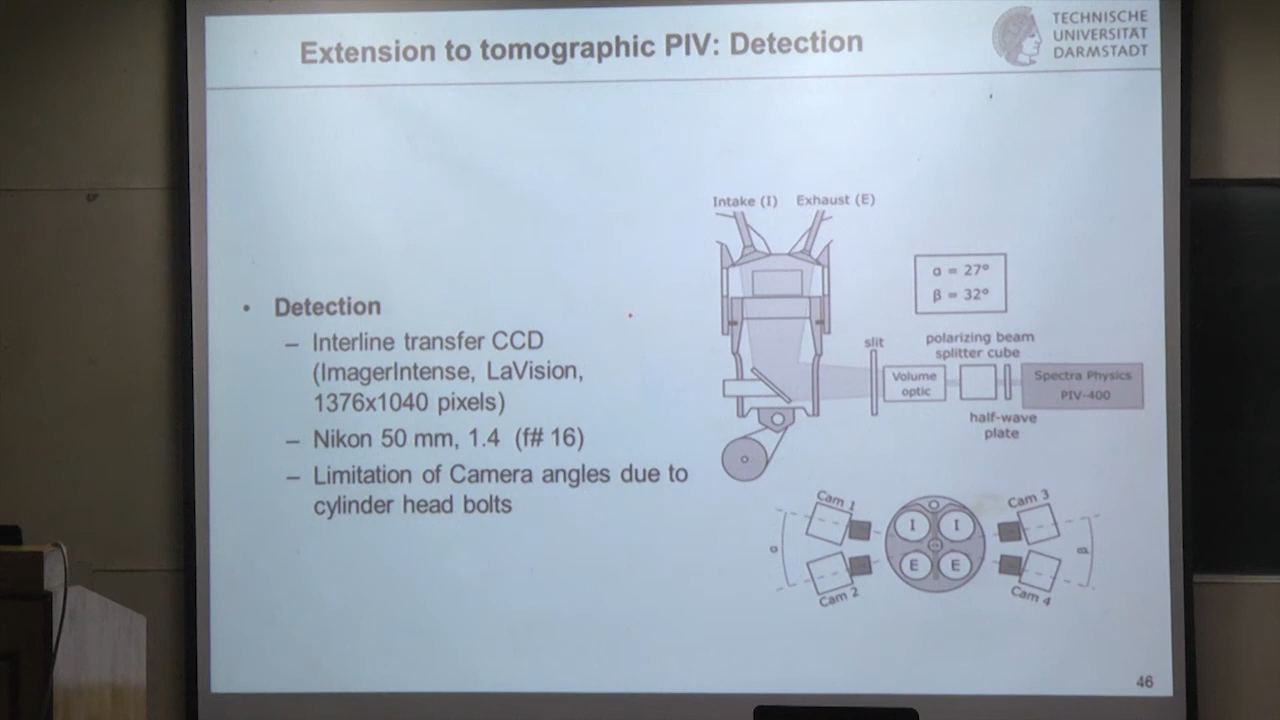 Extension to tomographic PIV: Detection
TECHNISCHE
UNIVERSITÄT
DARMSTADT
• Detection
– Interline transfer CCD
(ImagerIntense, LaVision,
1376x1040 pixels)
– Nikon 50 mm, 1.4 (f# 16)
– Limitation of Camera angles due to
cylinder head bolts
Intake (I) Exhaust (E)
α = 27°
β = 32°
slit
polarizing beam
splitter cube
Volume
optic
Spectra Physics
PIV-400
half-wave
plate
Cam 1
Cam 3
I I
α
β
E E
Cam 2
Cam 4
46